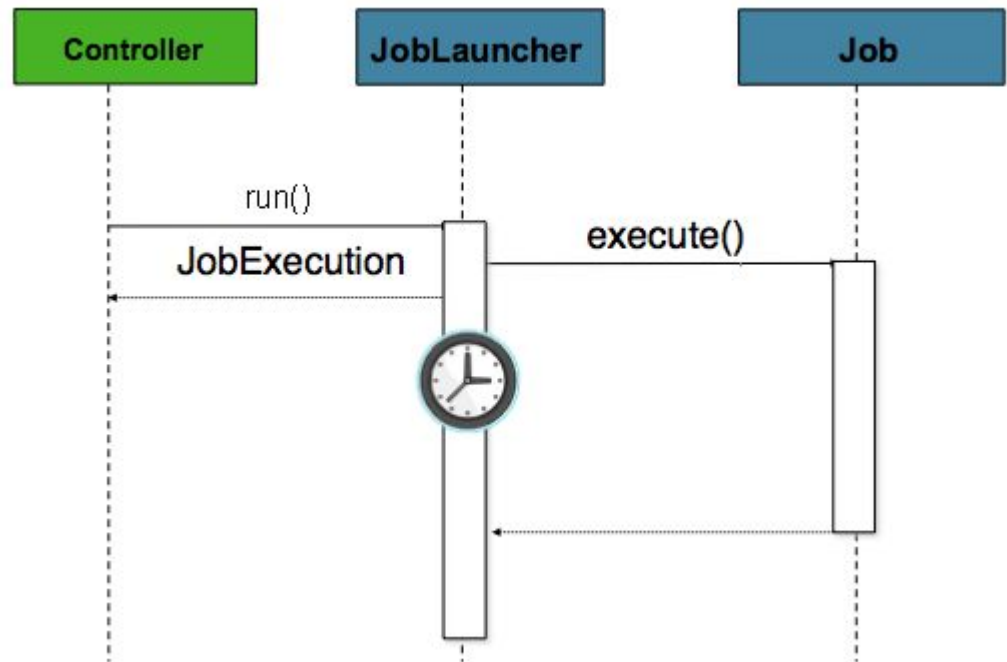 Controller
JobLauncher
Job
run()
execute()
JobExecution